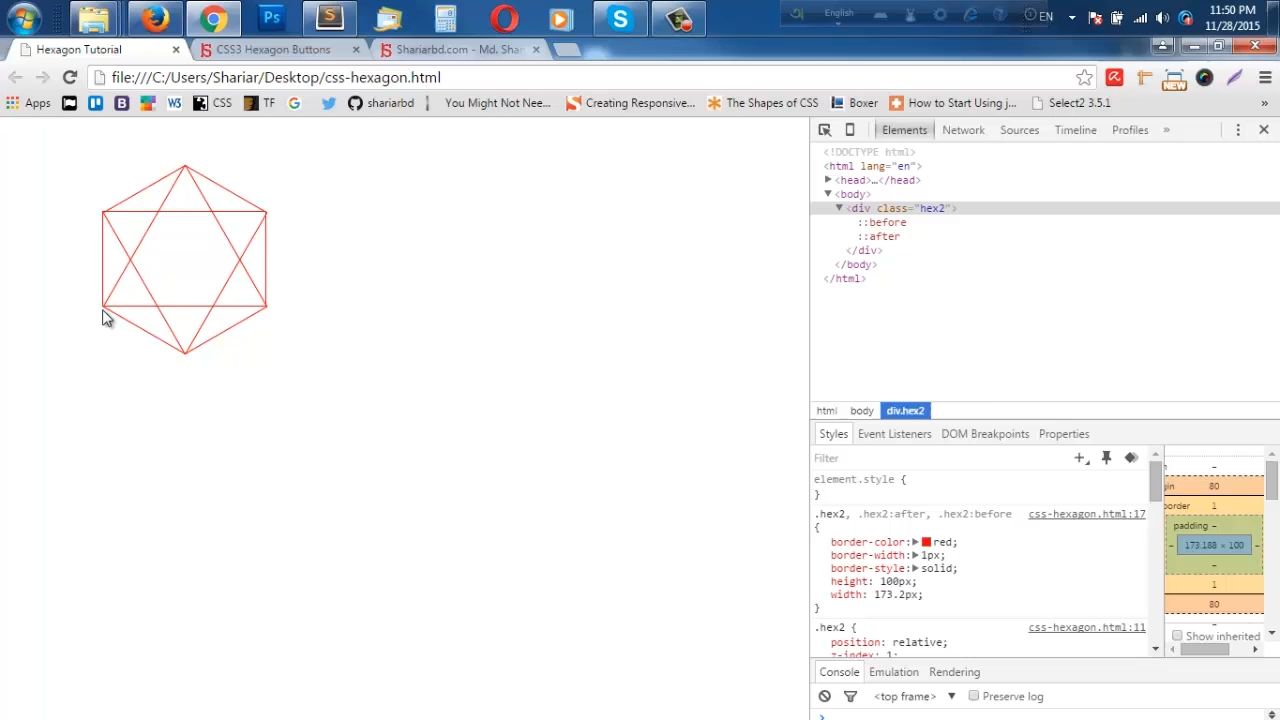 English
EN
11:50 PM
11/28/2015
Hexagon Tutorial
CSS3 Hexagon Buttons
Shariarbd.com - Md. Shar
file:///C:/Users/Shariar/Desktop/css-hexagon.html
NEW
Apps
CSS
TF
shariarbd
You Might Not Nee...
Creating Responsive...
The Shapes of CSS
Boxer
How to Start Using j...
Select2 3.5.1
»
Elements Network Sources Timeline Profiles »
<!DOCTYPE html>
<html lang="en">
<head>…</head>
<body>
<div class="hex2">
::before
::after
</div>
</body>
</html>
html body div.hex2
Styles Event Listeners DOM Breakpoints Properties
Filter
element.style {
}
.hex2, .hex2:after, .hex2:before css-hexagon.html:17
{
border-color: red;
border-width: 1px;
border-style: solid;
height: 100px;
width: 173.2px;
}
.hex2 { css-hexagon.html:11
position: relative;
z-index: 1;
-
gin 80
border 1
padding -
- 173.188 × 100 -
-
1
80
-
Show inherited
Console Emulation Rendering
<top frame> ▼ Preserve log